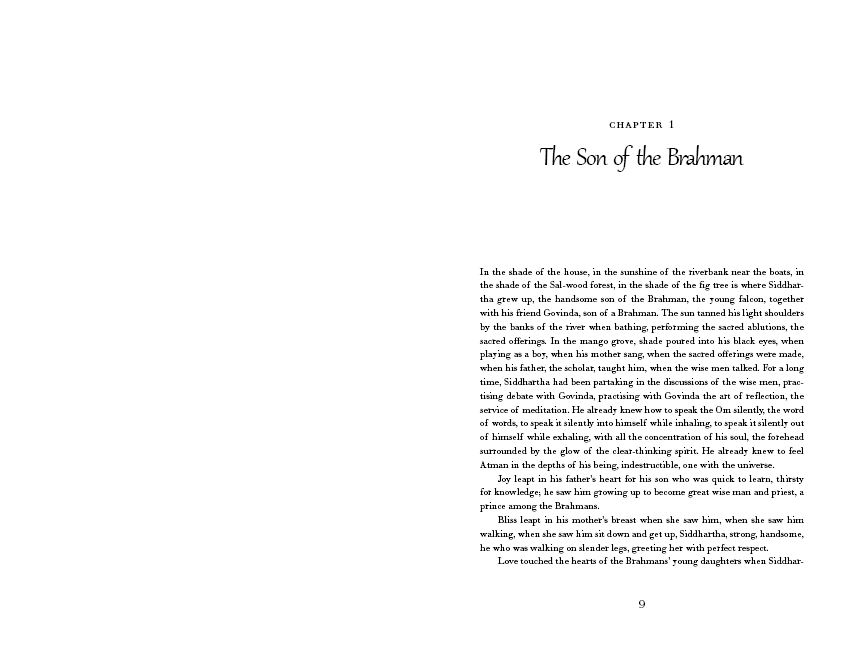 CHAPTER 1
The Son of the Brahman
In the shade of the house, in the sunshine of the riverbank near the boats, in
the shade of the Sal-wood forest, in the shade of the fig tree is where Siddhar-
tha grew up, the handsome son of the Brahman, the young falcon, together
with his friend Govinda, son of a Brahman. The sun tanned his light shoulders
by the banks of the river when bathing, performing the sacred ablutions, the
sacred offerings. In the mango grove, shade poured into his black eyes, when
playing as a boy, when his mother sang, when the sacred offerings were made,
when his father, the scholar, taught him, when the wise men talked. For a long
time, Siddhartha had been partaking in the discussions of the wise men, prac-
tising debate with Govinda, practising with Govinda the art of reflection, the
service of meditation. He already knew how to speak the Om silently, the word
of words, to speak it silently into himself while inhaling, to speak it silently out
of himself while exhaling, with all the concentration of his soul, the forehead
surrounded by the glow of the clear-thinking spirit. He already knew to feel
Atman in the depths of his being, indestructible, one with the universe.
Joy leapt in his father's heart for his son who was quick to learn, thirsty
for knowledge; he saw him growing up to become great wise man and priest, a
prince among the Brahmans.
Bliss leapt in his mother's breast when she saw him, when she saw him
walking, when she saw him sit down and get up, Siddhartha, strong, handsome,
he who was walking on slender legs, greeting her with perfect respect.
Love touched the hearts of the Brahmans' young daughters when Siddhar-
9